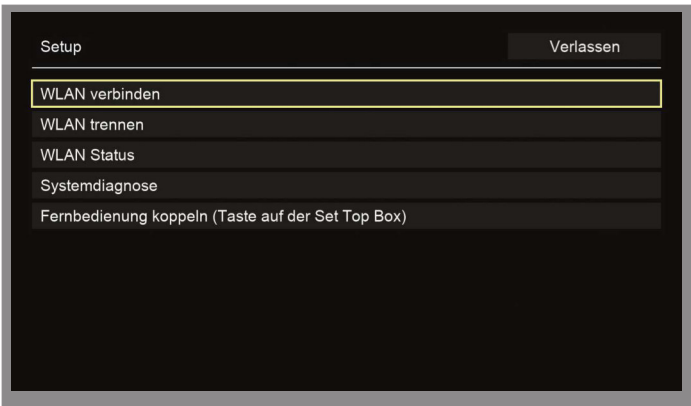 Setup
Verlassen
WLAN verbinden
WLAN trennen
WLAN Status
Systemdiagnose
Fernbedienung koppeln (Taste auf der Set Top Box)